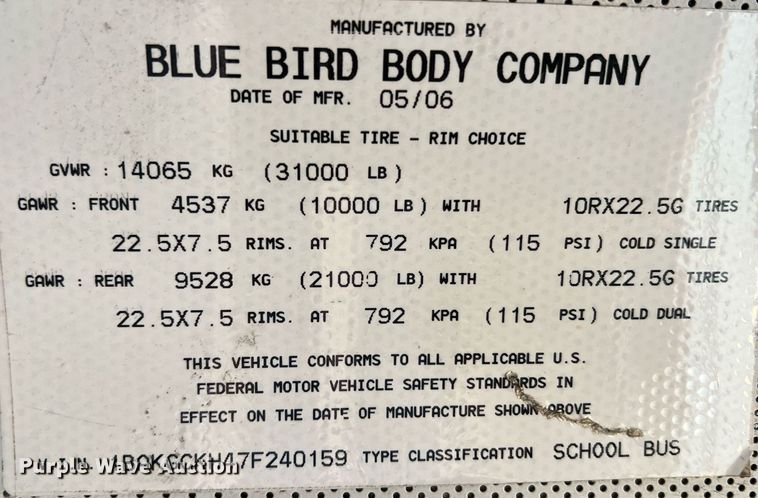 MANUFACTURED BY
BLUE BIRD BODY COMPANY
DATE OF MFR. 05/06
SUITABLE TIRE - RIM CHOICE
GVWR : 14065 KG (31000 LB)
GAWR : FRONT 4537 KG (10000 LB) WITH 10RX22.5G TIRES
22.5X7.5 RIMS. AT 792 KPA (115 PSI) COLD SINGLE
GAWR : REAR 9528 KG (21000 LB) WITH 10RX22.5G TIRES
22.5X7.5 RIMS. AT 792 KPA (115 PSI) COLD DUAL
THIS VEHICLE CONFORMS TO ALL APPLICABLE U.S.
FEDERAL MOTOR VEHICLE SAFETY STANDARDS IN
EFFECT ON THE DATE OF MANUFACTURE SHOWN ABOVE
TYPE CLASSIFICATION SCHOOL BUS
Purple Wave Auction